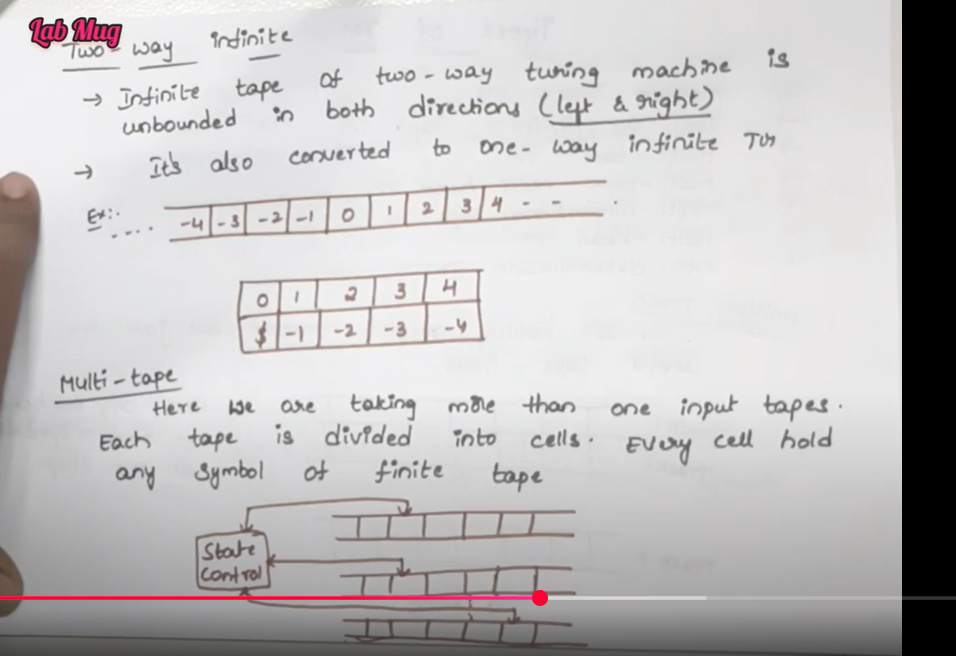 Lab Mug
Two-way infinite
→ Infinite tape of two-way turing machine is
unbounded in both directions (left & right)
→ It's also converted to one-way infinite TM
Ex:- .... -4 -3 -2 -1 0 1 2 3 4 - -
0 1 2 3 4
$ -1 -2 -3 -4
Multi-tape
Here we are taking more than one input tapes.
Each tape is divided into cells. Every cell hold
any symbol of finite tape
State
control